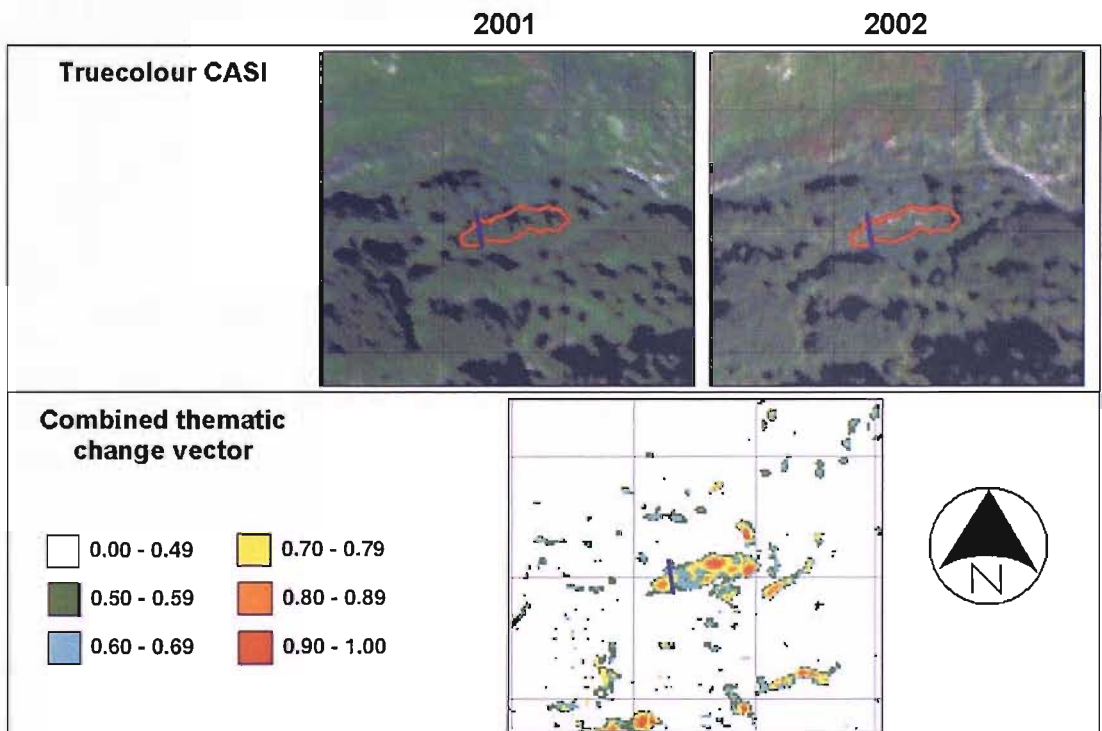 2001
2002
Truecolour CASI
Combined thematic
change vector
0.00 - 0.49
0.70 - 0.79
0.50 - 0.59
0.80 - 0.89
0.60 - 0.69
0.90 - 1.00
N